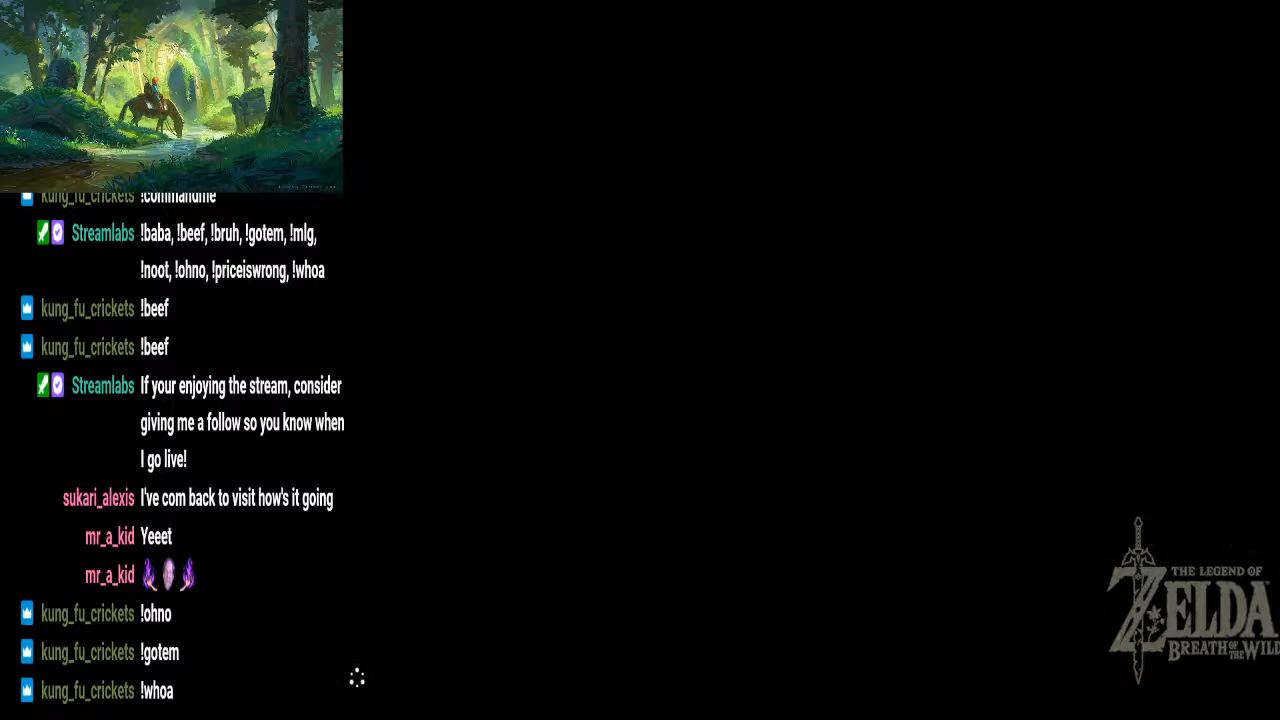 kung_fu_crickets !commandme
Streamlabs !baba, !beef, !bruh, !gotem, !mlg,
!noot, !ohno, !priceiswrong, !whoa
kung_fu_crickets !beef
kung_fu_crickets !beef
Streamlabs If your enjoying the stream, consider
giving me a follow so you know when
I go live!
sukari_alexis I've com back to visit how's it going
mr_a_kid Yeeet
mr_a_kid
kung_fu_crickets !ohno
kung_fu_crickets !gotem
kung_fu_crickets !whoa
THE LEGEND OF
ZELDA
BREATH OF THE WILD